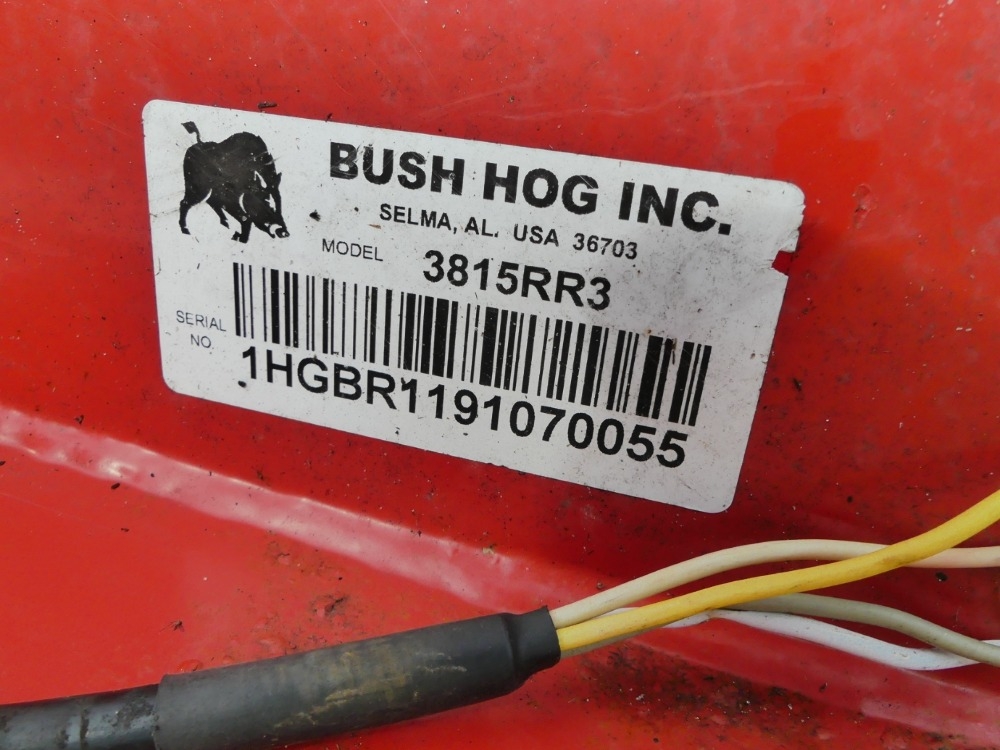 BUSH HOG INC.
SELMA, AL. USA 36703
MODEL 3815RR3
SERIAL
NO.
1HGBR1191070055